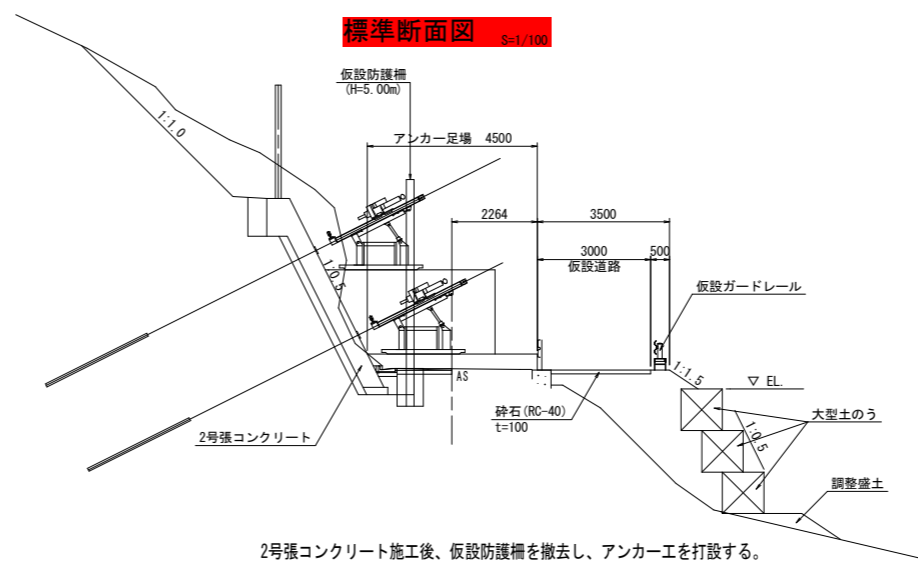 標準断面図 S=1/100
仮設防護柵
(H=5.00m)
アンカー足場 4500
1:1.0
2264
3500
3000
500
仮設道路
1:0.5
仮設ガードレール
AS
1:1.5
▽ EL.
砕石(RC-40)
t=100
大型土のう
1:0.5
2号張コンクリート
調整盛土
2号張コンクリート施工後、仮設防護柵を撤去し、アンカー工を打設する。